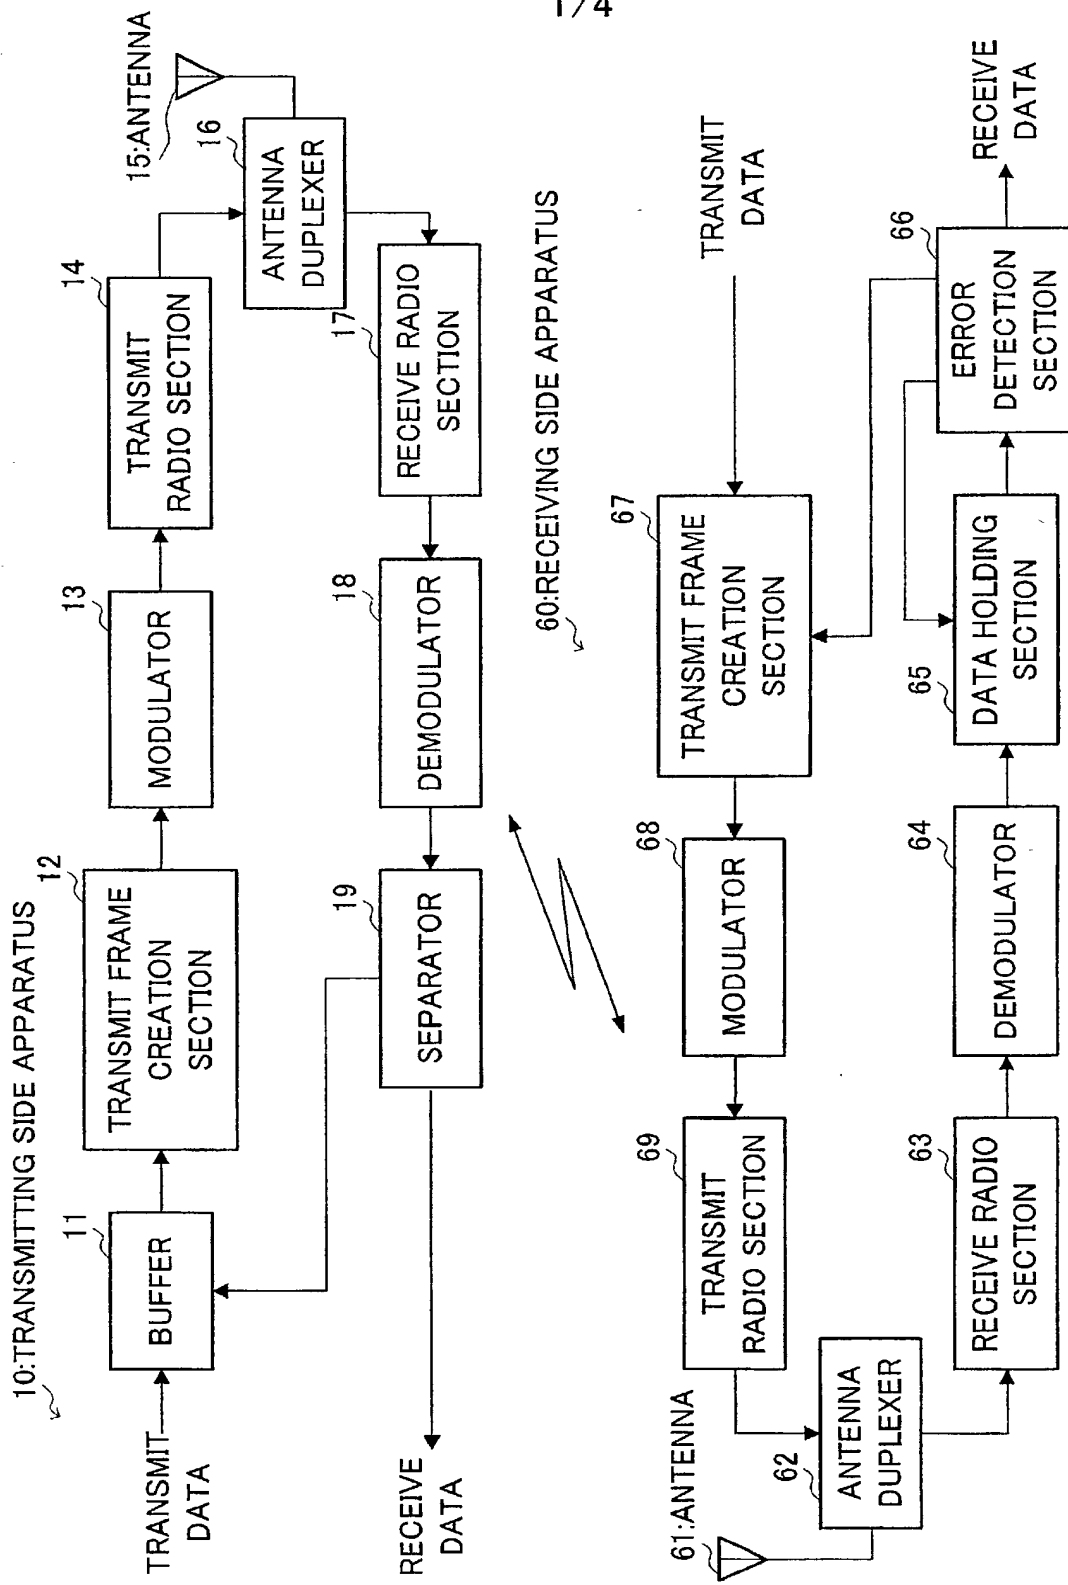 1/4
10:TRANSMITTING SIDE APPARATUS
TRANSMIT
DATA
11
BUFFER
12
TRANSMIT FRAME
CREATION
SECTION
13
MODULATOR
14
TRANSMIT
RADIO SECTION
15:ANTENNA
16
ANTENNA
DUPLEXER
17
RECEIVE RADIO
SECTION
18
DEMODULATOR
19
SEPARATOR
RECEIVE
DATA
60:RECEIVING SIDE APPARATUS
61:ANTENNA
62
ANTENNA
DUPLEXER
69
TRANSMIT
RADIO SECTION
68
MODULATOR
67
TRANSMIT FRAME
CREATION
SECTION
TRANSMIT
DATA
63
RECEIVE RADIO
SECTION
64
DEMODULATOR
65
DATA HOLDING
SECTION
66
ERROR
DETECTION
SECTION
RECEIVE
DATA